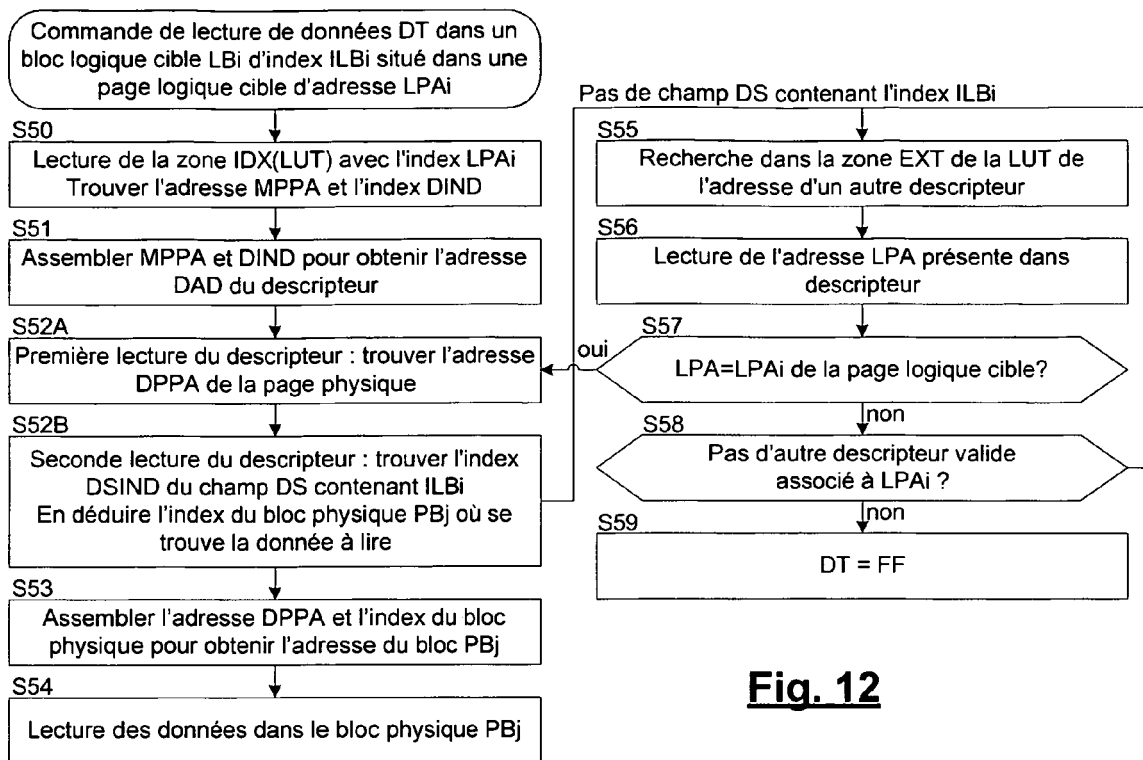 Commande de lecture de données DT dans un
bloc logique cible LBi d'index ILBi situé dans une
page logique cible d'adresse LPAi
S50
Lecture de la zone IDX(LUT) avec l'index LPAi
Trouver l'adresse MPPA et l'index DIND
S51
Assembler MPPA et DIND pour obtenir l'adresse
DAD du descripteur
S52A
Première lecture du descripteur : trouver l'adresse
DPPA de la page physique
S52B
Seconde lecture du descripteur : trouver l'index
DSIND du champ DS contenant ILBi
En déduire l'index du bloc physique PBj où se
trouve la donnée à lire
S53
Assembler l'adresse DPPA et l'index du bloc
physique pour obtenir l'adresse du bloc PBj
S54
Lecture des données dans le bloc physique PBj
Pas de champ DS contenant l'index ILBi
S55
Recherche dans la zone EXT de la LUT de
l'adresse d'un autre descripteur
S56
Lecture de l'adresse LPA présente dans
descripteur
S57
oui
LPA=LPAi de la page logique cible?
non
S58
Pas d'autre descripteur valide
associé à LPAi ?
non
S59
DT = FF
Fig. 12